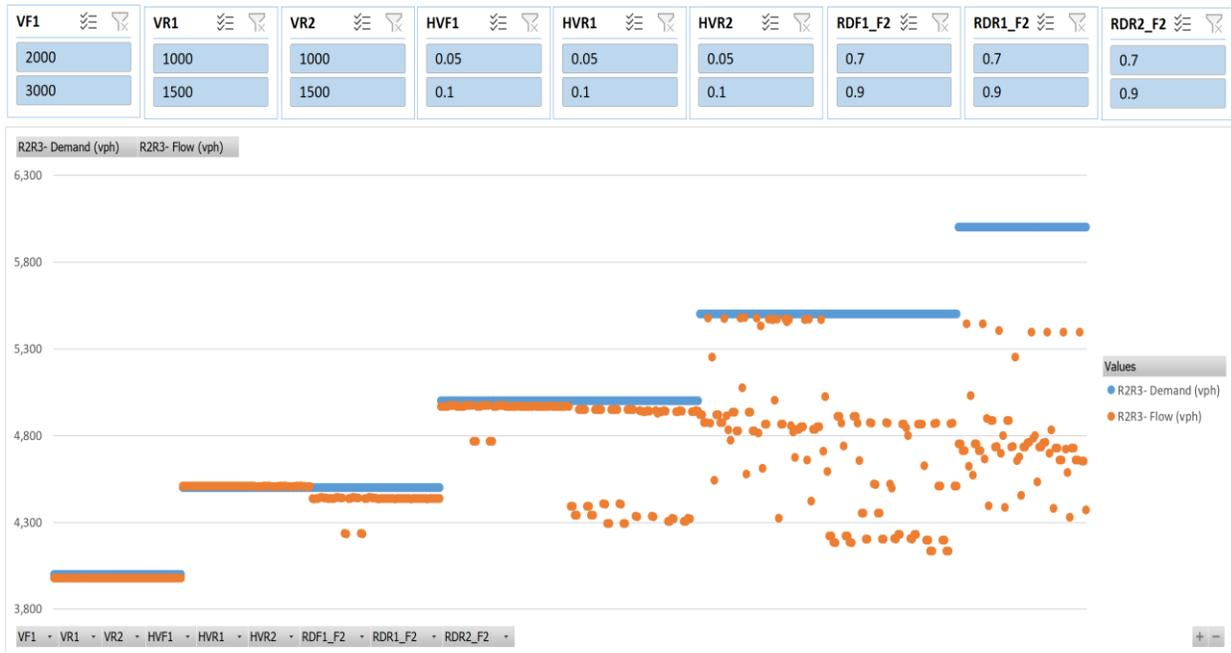 VF1 VR1 VR2 HVF1 HVR1 HVR2 RDF1_F2 RDR1_F2 RDR2_F2
2000 1000 1000 0.05 0.05 0.05 0.7 0.7 0.7
3000 1500 1500 0.1 0.1 0.1 0.9 0.9 0.9
R2R3- Demand (vph) R2R3- Flow (vph)
6,300
5,800
5,300
4,800
4,300
3,800
Values
R2R3- Demand (vph)
R2R3- Flow (vph)
VF1 VR1 VR2 HVF1 HVR1 HVR2 RDF1_F2 RDR1_F2 RDR2_F2
+ −